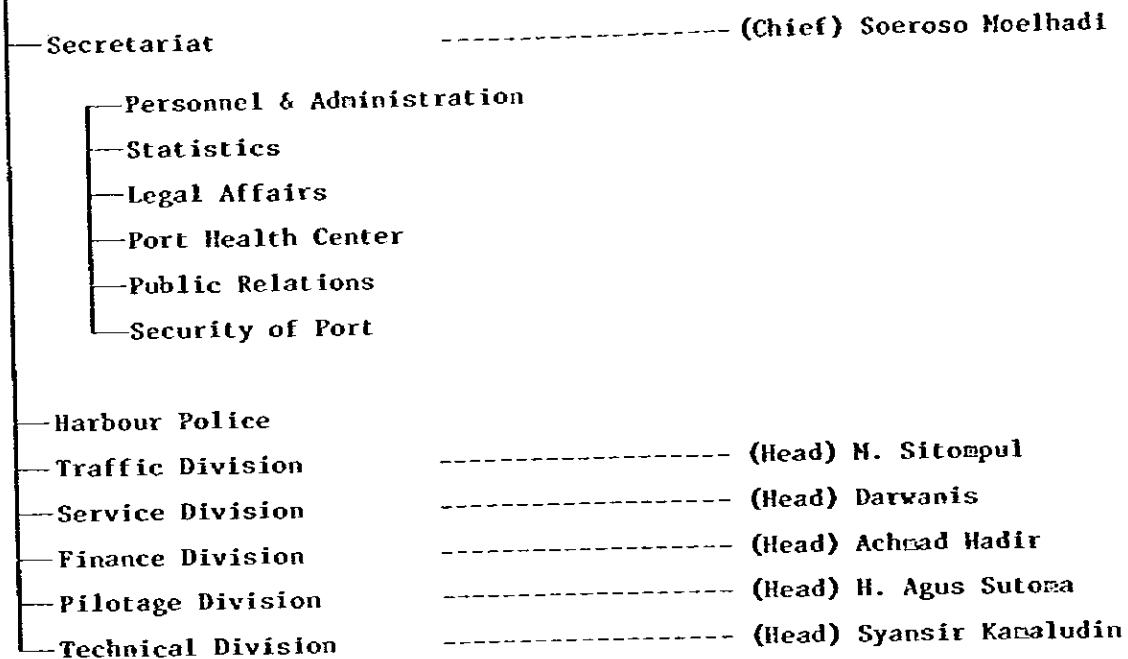 Secretariat ------------------ (Chief) Soeroso Moelhadi
Personnel & Administration
Statistics
Legal Affairs
Port Health Center
Public Relations
Security of Port
Harbour Police
Traffic Division ------------------ (Head) M. Sitompul
Service Division ------------------ (Head) Darwanis
Finance Division ------------------ (Head) Achmad Hadir
Pilotage Division ------------------ (Head) H. Agus Sutoma
Technical Division ------------------ (Head) Syansir Kamaludin